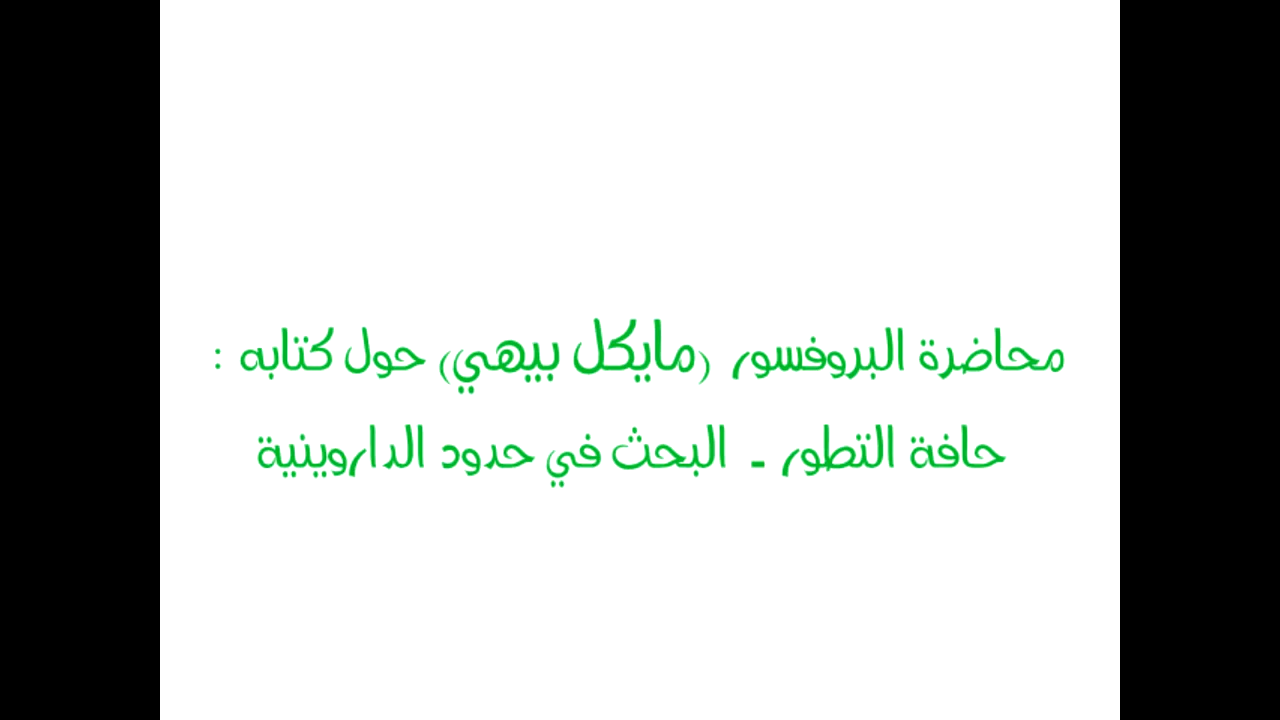 محاضرة البروفسور (مايكل بيهي) حول كتابه :
حافة التطور - البحث في حدود الداروينية